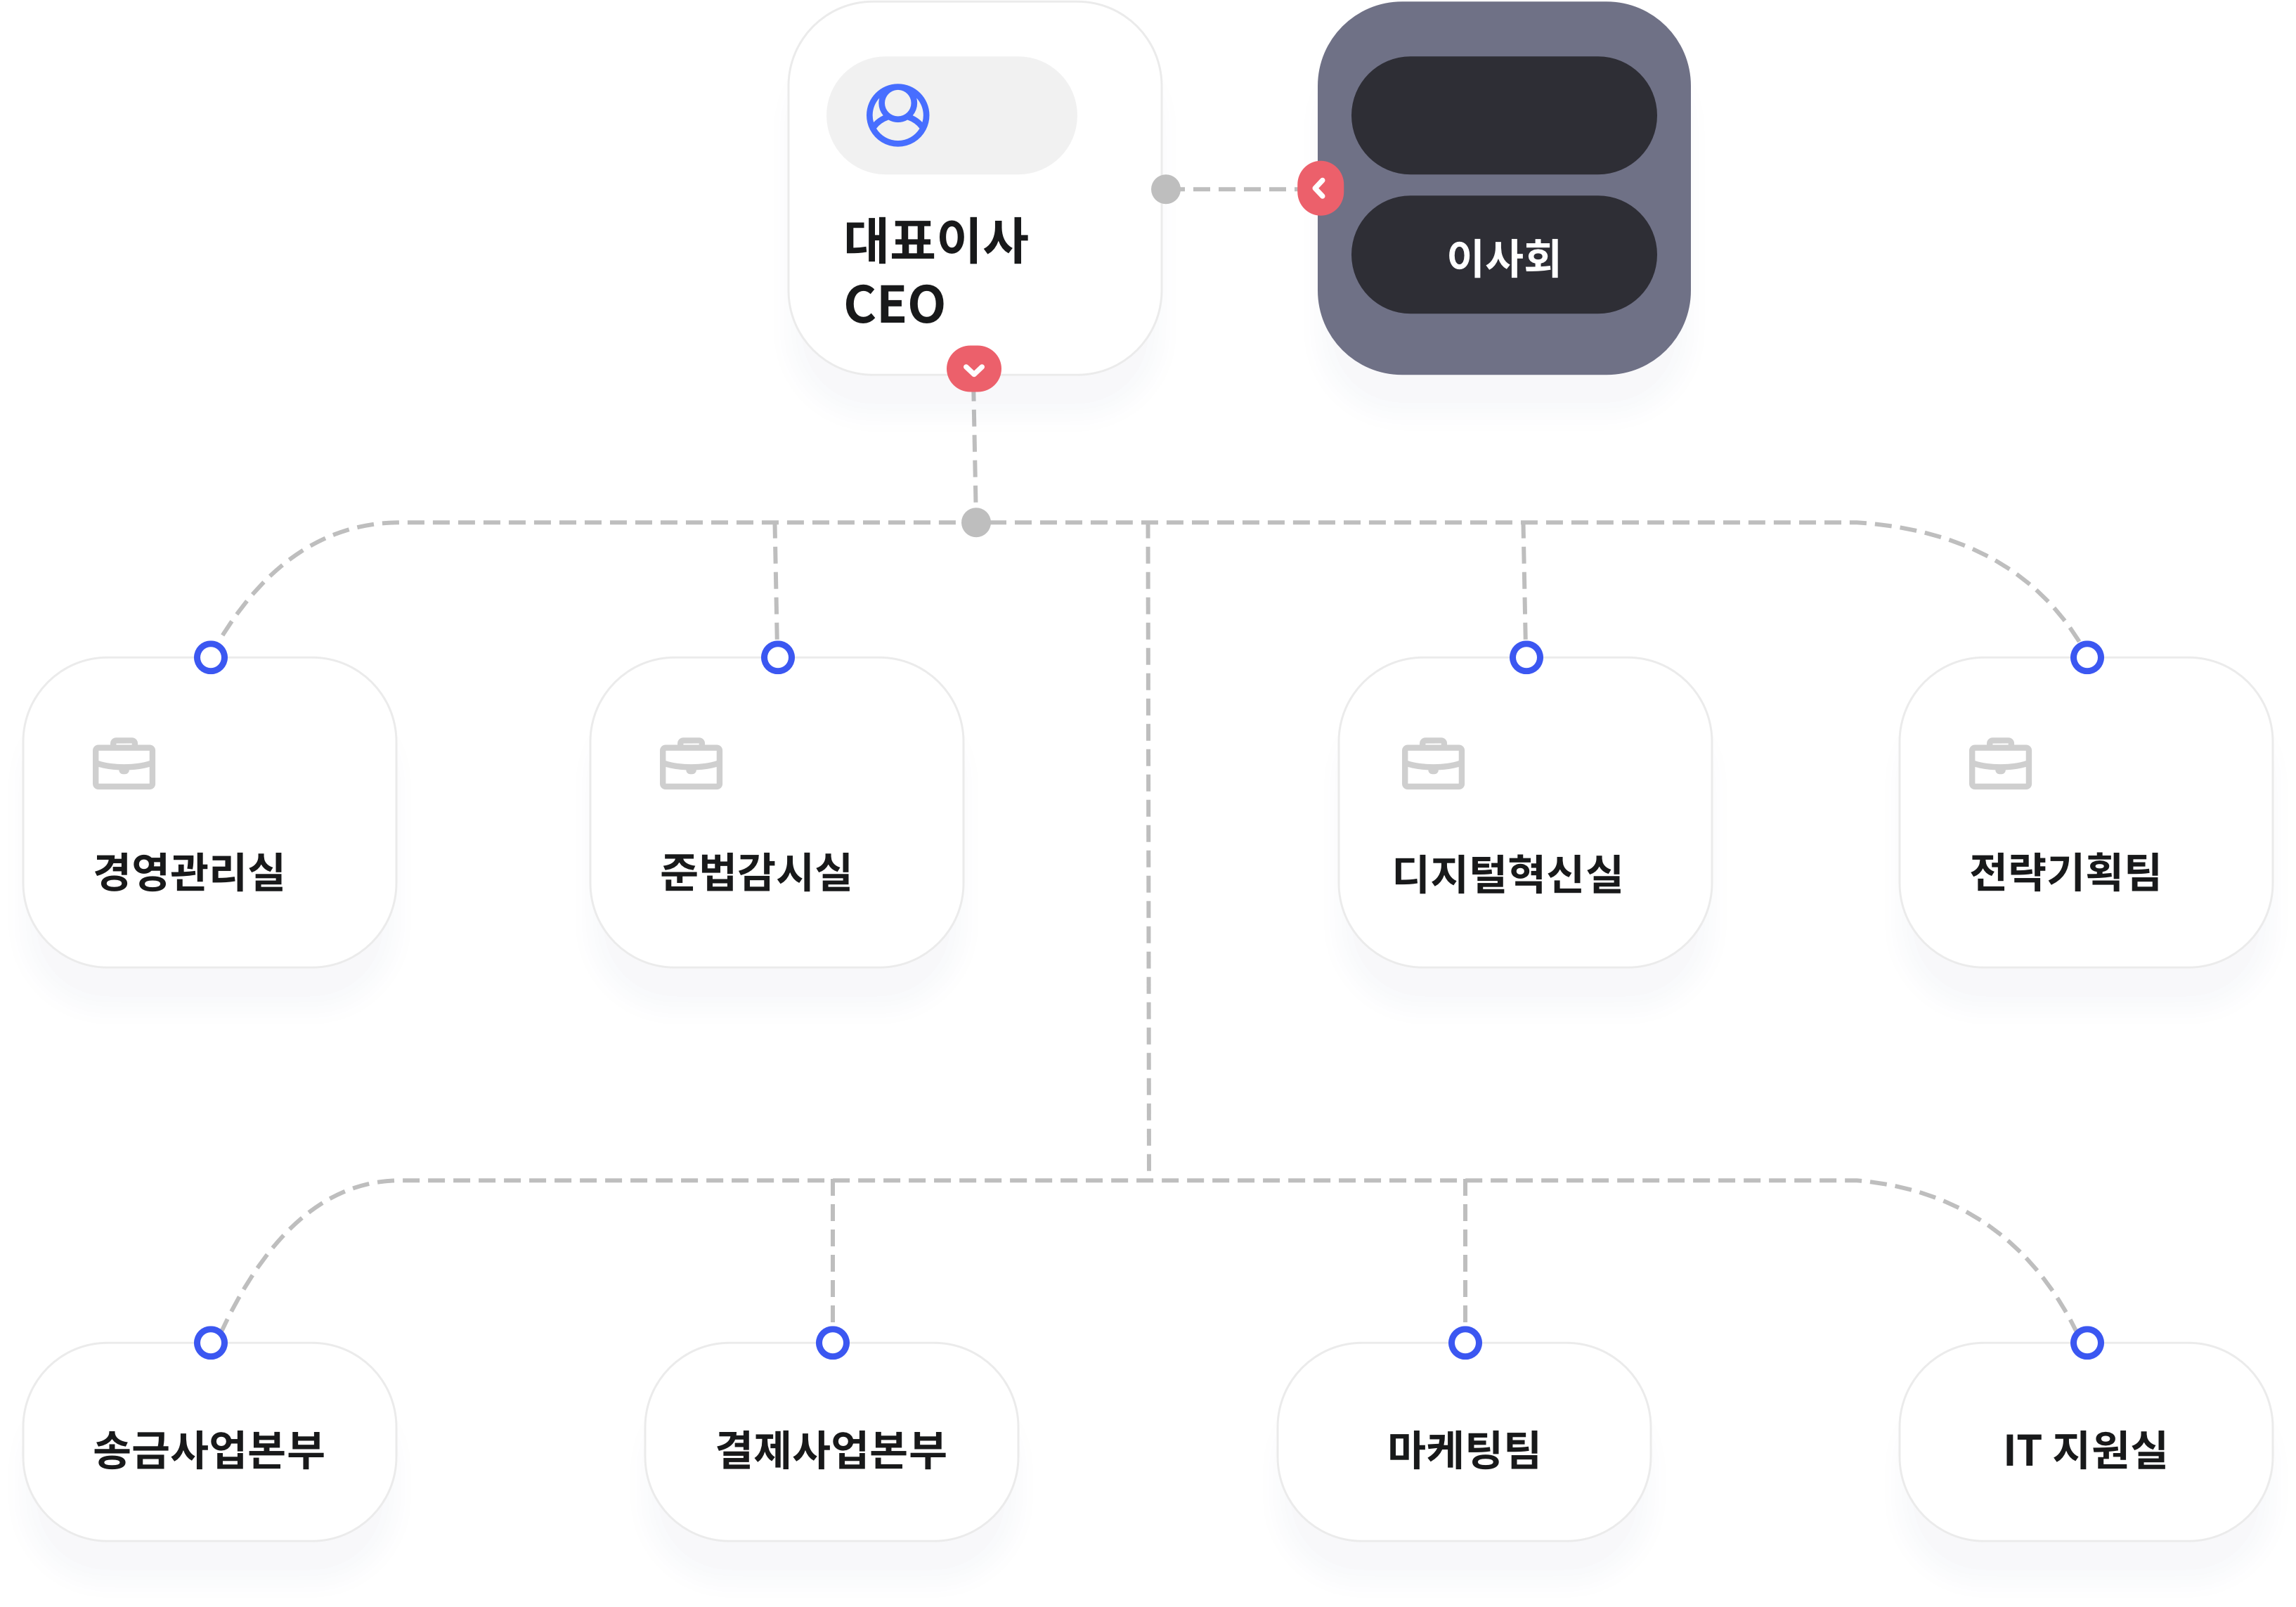 대표이사
CEO
이사회
경영관리실
준법감시실
디지털혁신실
전략기획팀
송금사업본부
결제사업본부
마케팅팀
IT 지원실